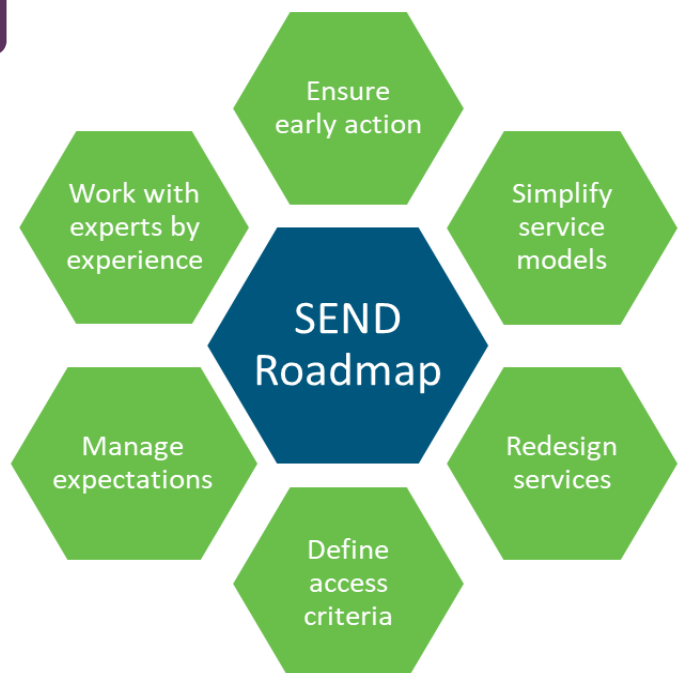 Ensure
early action
Simplify
service
models
Redesign
services
Define
access
criteria
Manage
expectations
Work with
experts by
experience
SEND
Roadmap